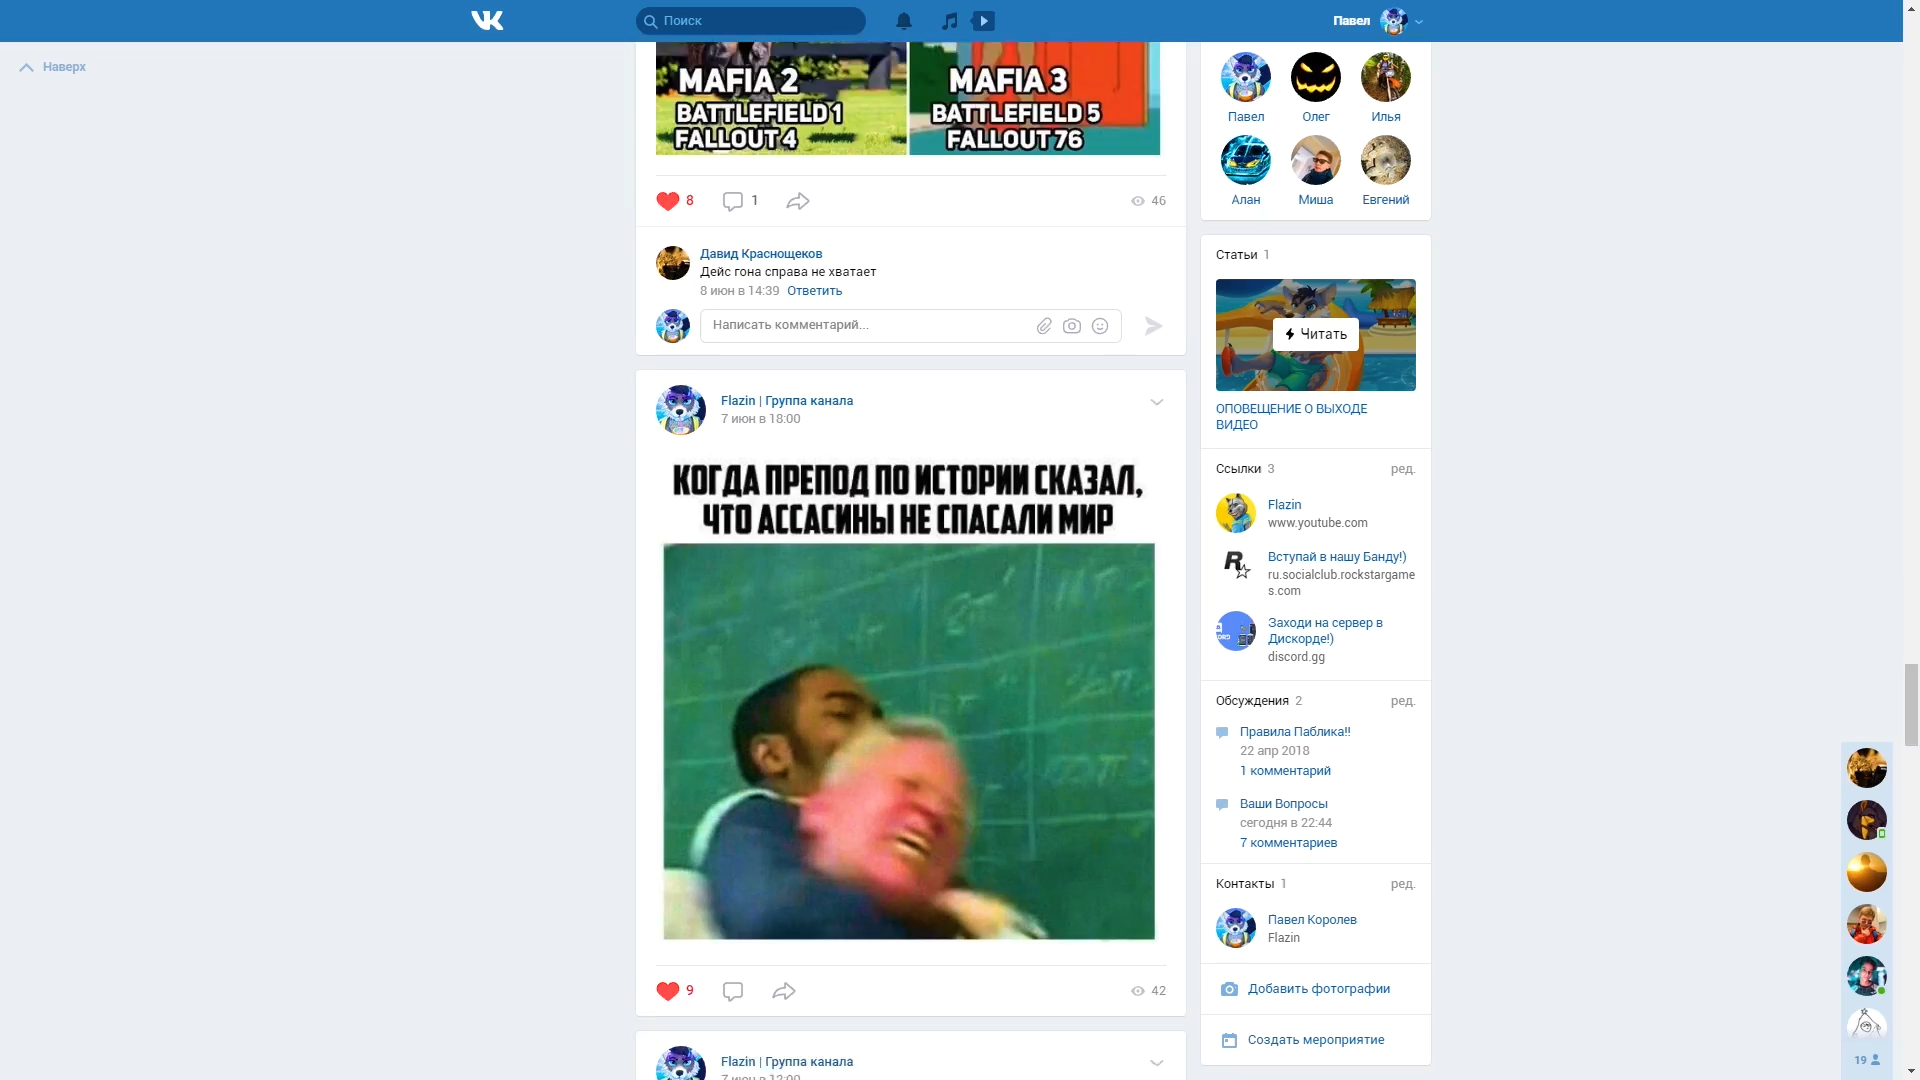 Поиск
Павел
Наверх
MAFIA 2
BATTLEFIELD 1
FALLOUT 4
MAFIA 3
BATTLEFIELD 5
FALLOUT 76
8
1
46
Давид Краснощеков
Дейс гона справа не хватает
8 июн в 14:39 Ответить
Написать комментарий...
Flazin | Группа канала
7 июн в 18:00
КОГДА ПРЕПОД ПО ИСТОРИИ СКАЗАЛ,
ЧТО АССАСИНЫ НЕ СПАСАЛИ МИР
9
42
Flazin | Группа канала
7 июн в 12:00
Павел
Олег
Илья
Алан
Миша
Евгений
Статьи 1
Читать
ОПОВЕЩЕНИЕ О ВЫХОДЕ
ВИДЕО
Ссылки 3
ред.
Flazin
www.youtube.com
Вступай в нашу Банду!)
ru.socialclub.rockstargame
s.com
Заходи на сервер в
Дискорде!)
discord.gg
Обсуждения 2
ред.
Правила Паблика!!
22 апр 2018
1 комментарий
Ваши Вопросы
сегодня в 22:44
7 комментариев
Контакты 1
ред.
Павел Королев
Flazin
Добавить фотографии
Создать мероприятие
19